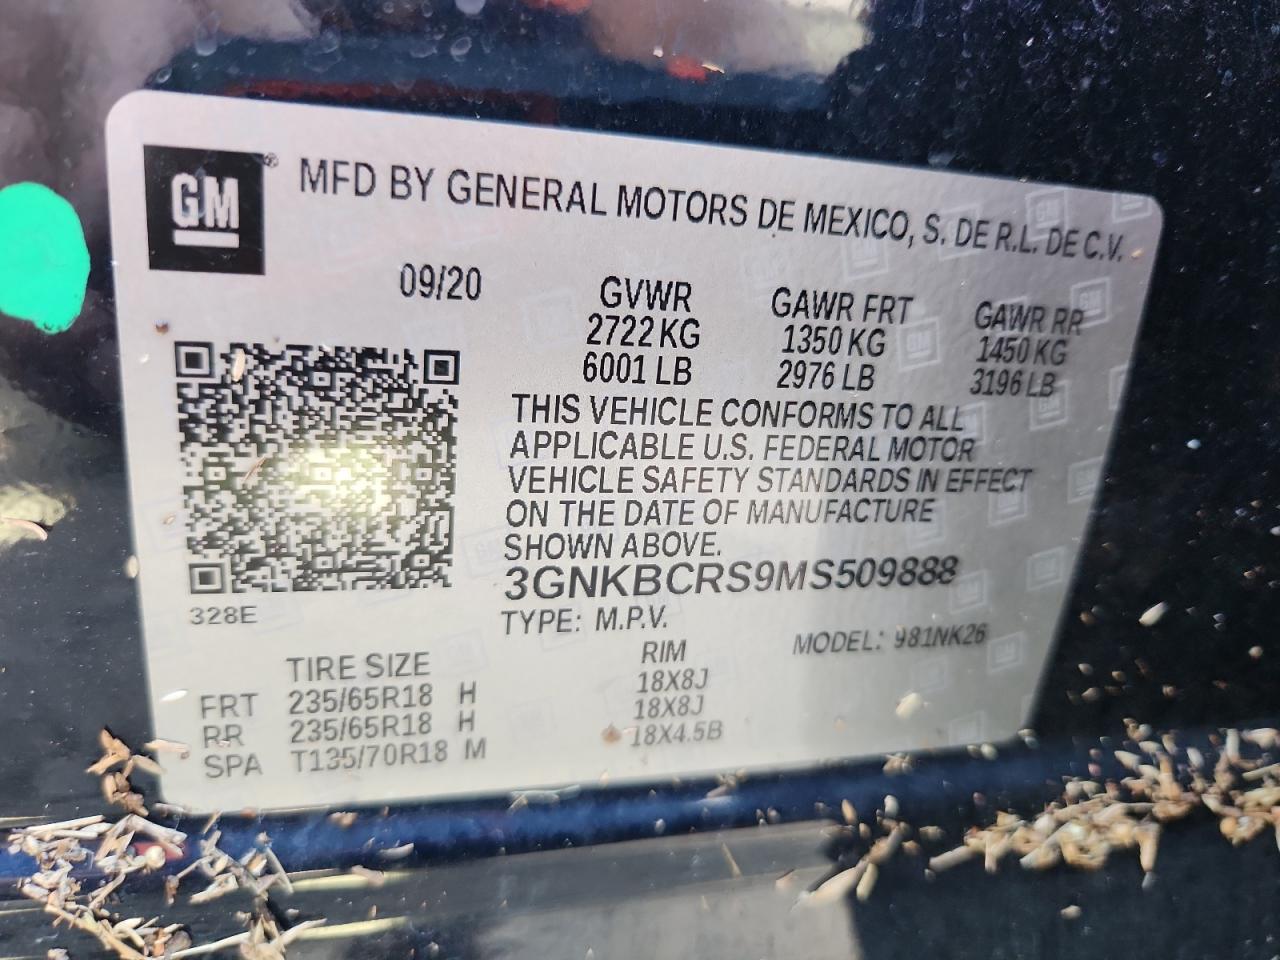 GM ® MFD BY GENERAL MOTORS DE MEXICO, S. DE R.L. DE C.V.
09/20 GVWR GAWR FRT GAWR RR
2722 KG 1350 KG 1450 KG
6001 LB 2976 LB 3196 LB
THIS VEHICLE CONFORMS TO ALL
APPLICABLE U.S. FEDERAL MOTOR
VEHICLE SAFETY STANDARDS IN EFFECT
ON THE DATE OF MANUFACTURE
SHOWN ABOVE.
3GNKBCRS9MS509888
328E
TYPE: M.P.V. MODEL: 981NK26
TIRE SIZE RIM
FRT 235/65R18 H 18X8J
RR 235/65R18 H 18X8J
SPA T135/70R18 M 18X4.5B